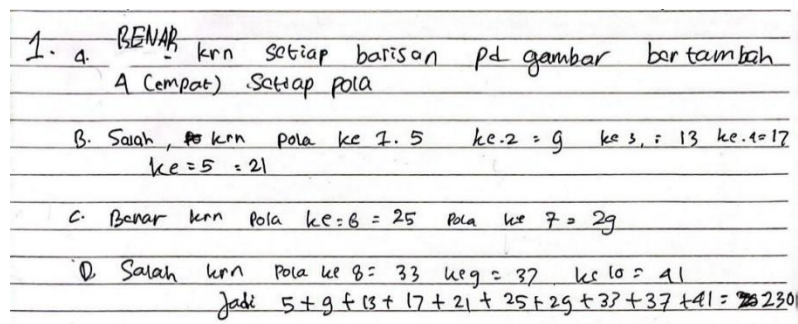 1. a. BENAR krn setiap barisan pd gambar bertambah
4 (empat) setiap pola
B. Salah, krn pola ke 1. 5 ke.2 = 9 ke 3, = 13 ke.4=17
ke=5 = 21
C. Benar krn Pola ke=6 = 25 Pola ke 7 = 29
D. Salah krn Pola ke 8 = 33 ke 9 = 37 ke 10 = 41
Jadi 5+9+13+17+21+25+29+33+37+41 = 230